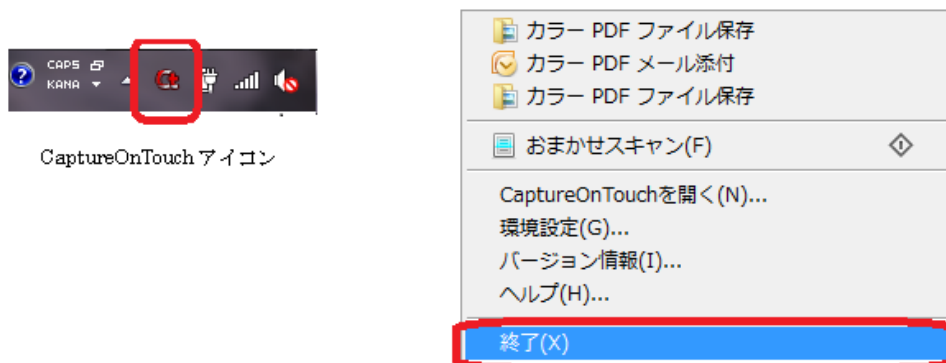 CAPS
KANA
CaptureOnTouch アイコン
カラー PDF ファイル保存
カラー PDF メール添付
カラー PDF ファイル保存
おまかせスキャン(F)
CaptureOnTouchを開く(N)...
環境設定(G)...
バージョン情報(I)...
ヘルプ(H)...
終了(X)